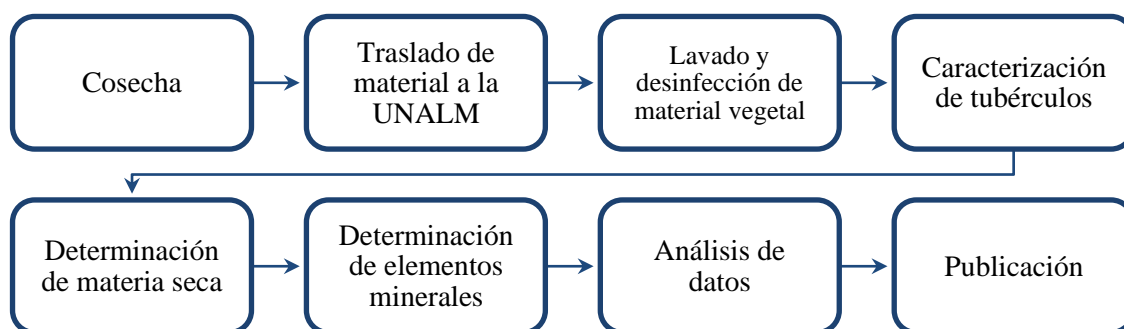 Cosecha
Traslado de
material a la
UNALM
Lavado y
desinfección de
material vegetal
Caracterización
de tubérculos
Determinación
de materia seca
Determinación
de elementos
minerales
Análisis de
datos
Publicación